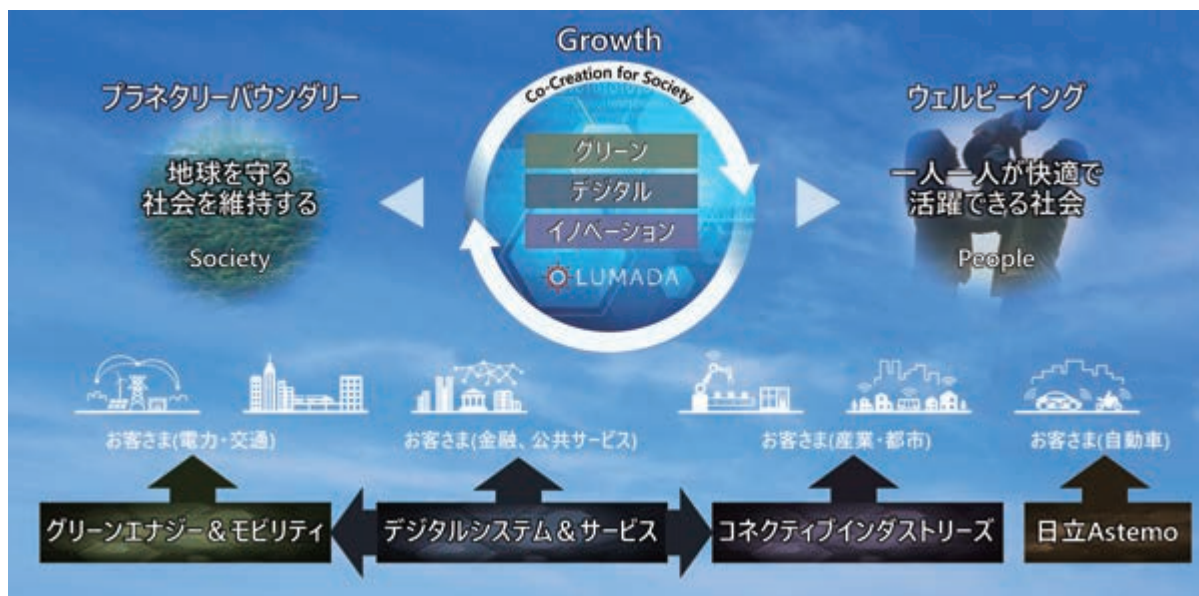 Growth
Co-Creation for Society
プラネタリーバウンダリー
地球を守る
社会を維持する
Society
グリーン
デジタル
イノベーション
LUMADA
ウェルビーイング
一人一人が快適で
活躍できる社会
People
お客さま(電力・交通)
お客さま(金融、公共サービス)
お客さま(産業・都市)
お客さま(自動車)
グリーンエナジー＆モビリティ
デジタルシステム＆サービス
コネクティブインダストリーズ
日立Astemo